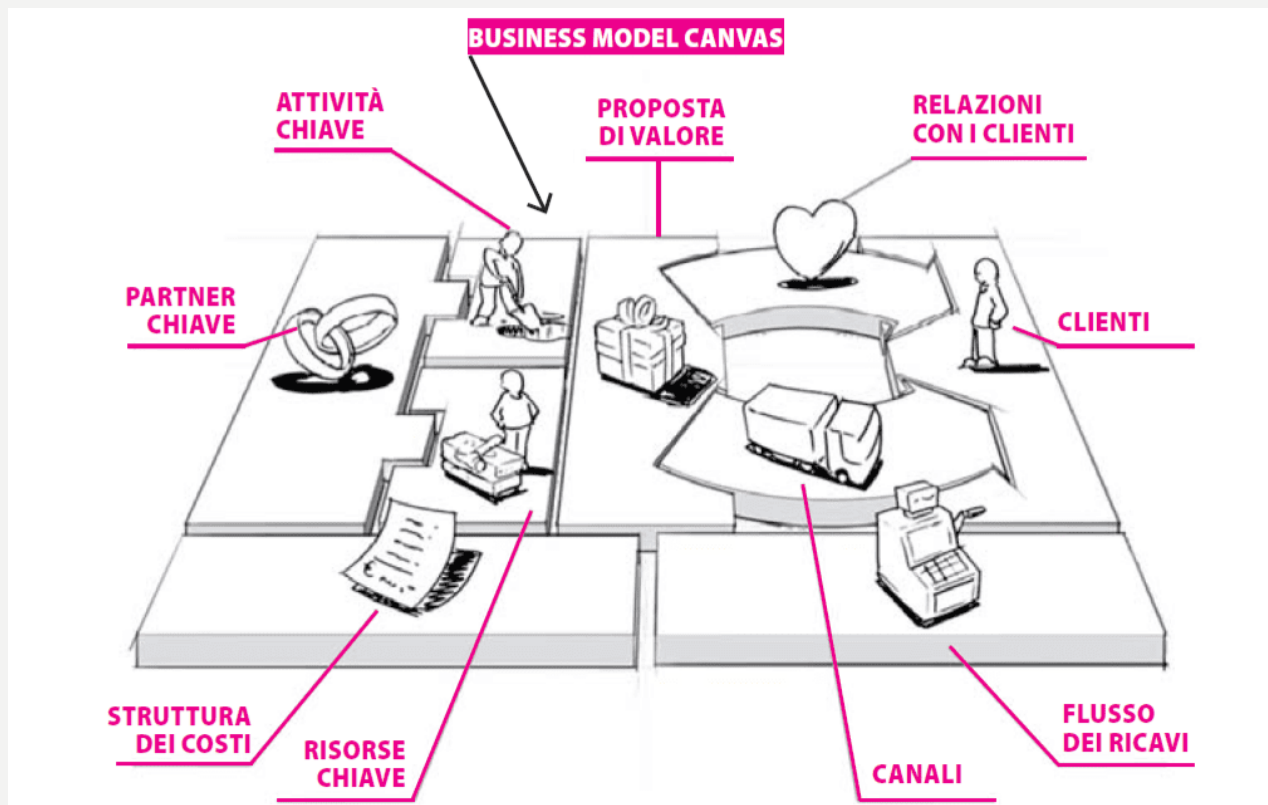 BUSINESS MODEL CANVAS
ATTIVITÀ
CHIAVE
PROPOSTA
DI VALORE
RELAZIONI
CON I CLIENTI
PARTNER
CHIAVE
CLIENTI
STRUTTURA
DEI COSTI
RISORSE
CHIAVE
CANALI
FLUSSO
DEI RICAVI